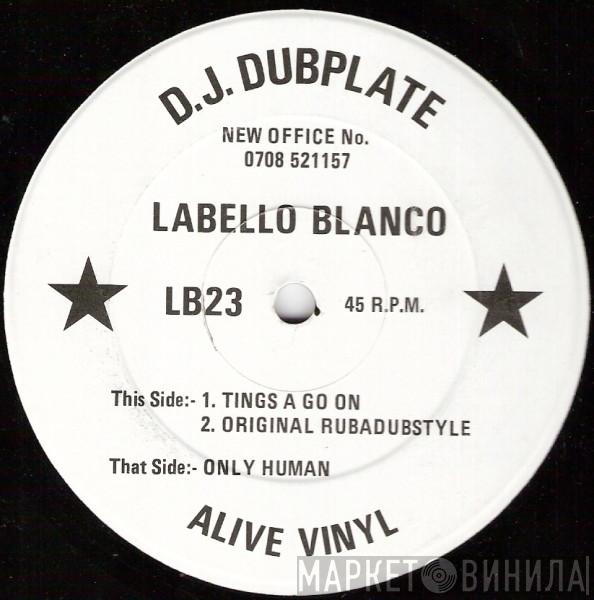 D.J. DUBPLATE
NEW OFFICE No.
0708 521157
LABELLO BLANCO
LB23 45 R.P.M.
This Side:- 1. TINGS A GO ON
2. ORIGINAL RUBADUBSTYLE
That Side:- ONLY HUMAN
ALIVE VINYL
МАРКЕТ ВИНИЛА